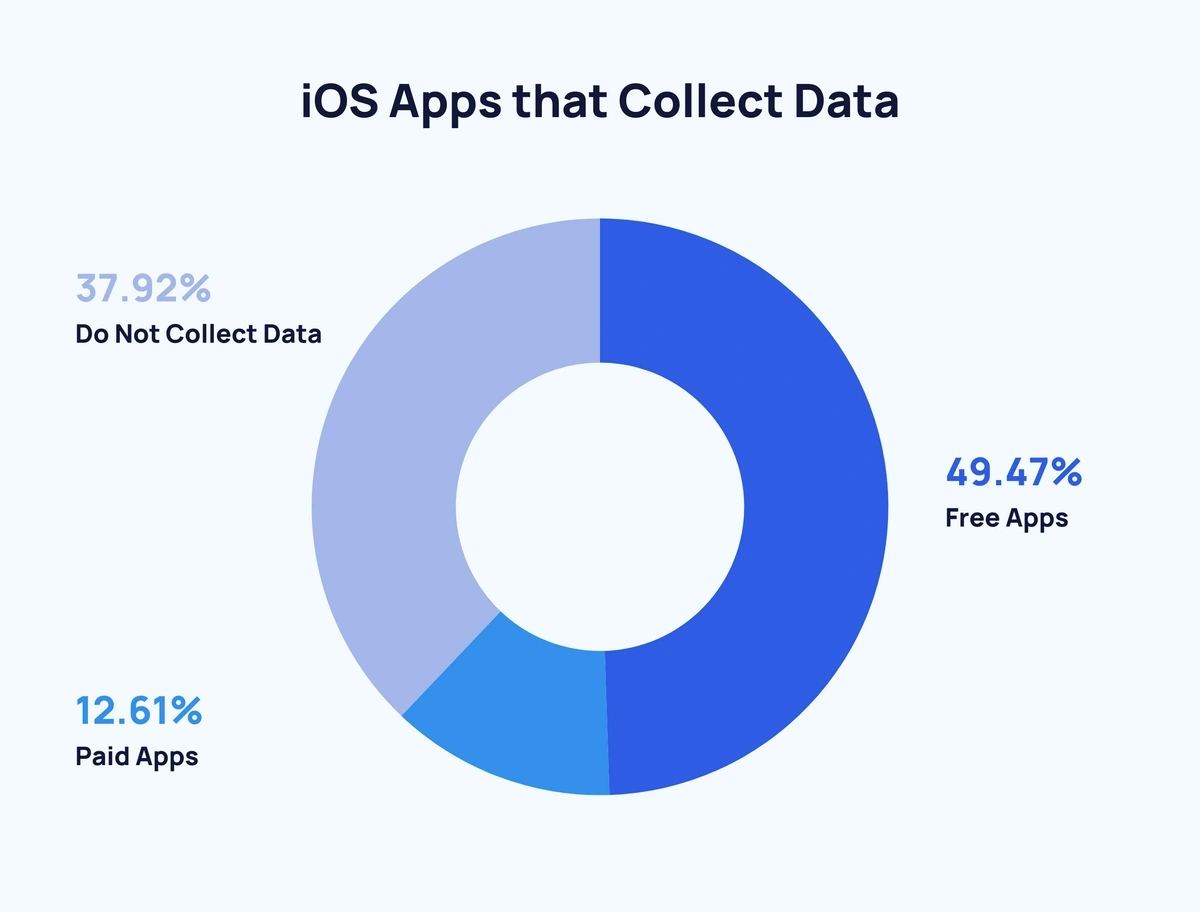 iOS Apps that Collect Data
37.92%
Do Not Collect Data
49.47%
Free Apps
12.61%
Paid Apps